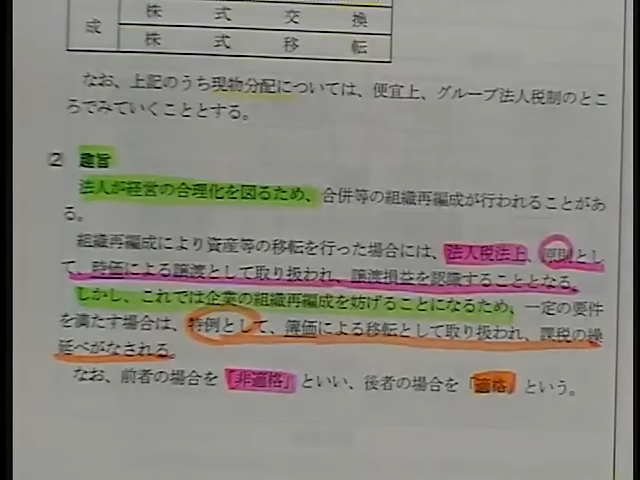 株式交換
成 株式移転
なお、上記のうち現物分配については、便宜上、グループ法人税制のとこ
ろでみていくこととする。
② 趣旨
法人が経営の合理化を図るため、合併等の組織再編成が行われることがあ
る。
組織再編成により資産等の移転を行った場合には、法人税法上、原則とし
て、時価による譲渡として取り扱われ、譲渡損益を認識することとなる。
しかし、これでは企業の組織再編成を妨げることになるため、一定の要件
を満たす場合は、特例として、簿価による移転として取り扱われ、課税の繰
延べがなされる。
なお、前者の場合を「非適格」といい、後者の場合を「適格」という。